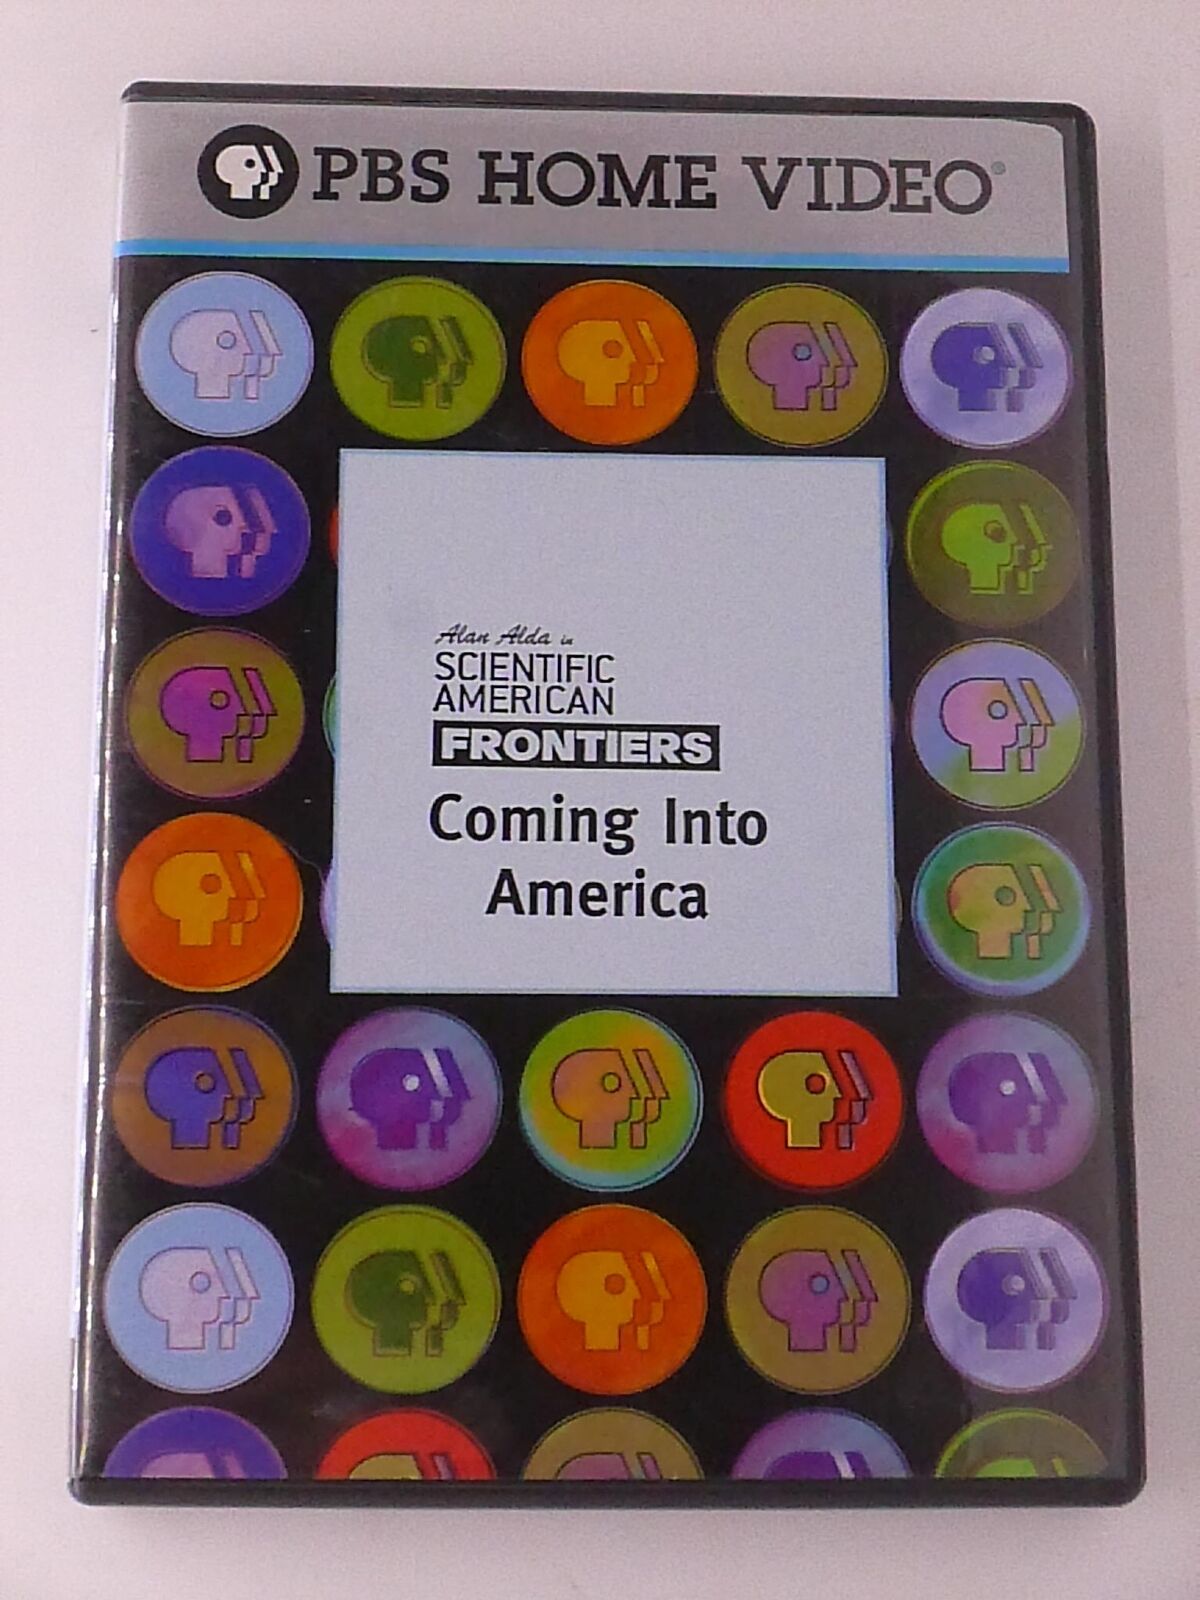 PBS HOME VIDEO®
Alan Alda in
SCIENTIFIC
AMERICAN
FRONTIERS
Coming Into
America